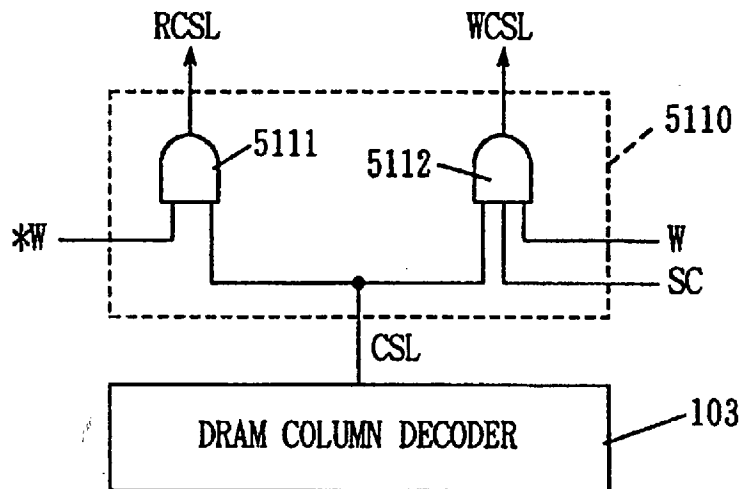 RCSL WCSL
5110
5111
5112
*W
W
SC
CSL
DRAM COLUMN DECODER
103